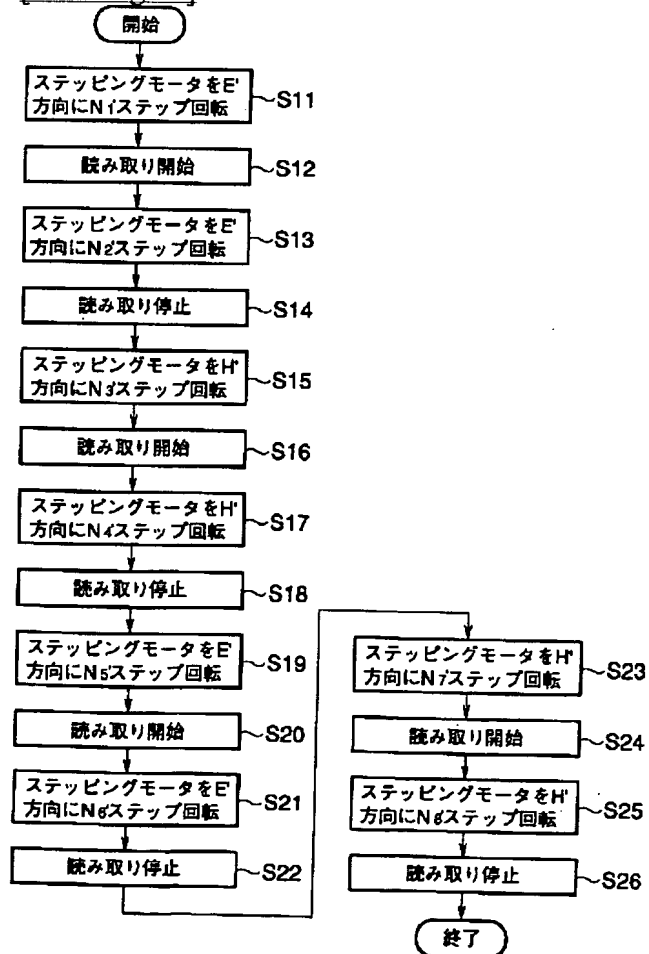 開始
ステッピングモータをE'
方向にN1'ステップ回転
S11
読み取り開始
S12
ステッピングモータをE'
方向にN2'ステップ回転
S13
読み取り停止
S14
ステッピングモータをH'
方向にN3'ステップ回転
S15
読み取り開始
S16
ステッピングモータをH'
方向にN4'ステップ回転
S17
読み取り停止
S18
ステッピングモータをE'
方向にN5'ステップ回転
S19
読み取り開始
S20
ステッピングモータをE'
方向にN6'ステップ回転
S21
読み取り停止
S22
ステッピングモータをH'
方向にN7'ステップ回転
S23
読み取り開始
S24
ステッピングモータをH'
方向にN8'ステップ回転
S25
読み取り停止
S26
終了